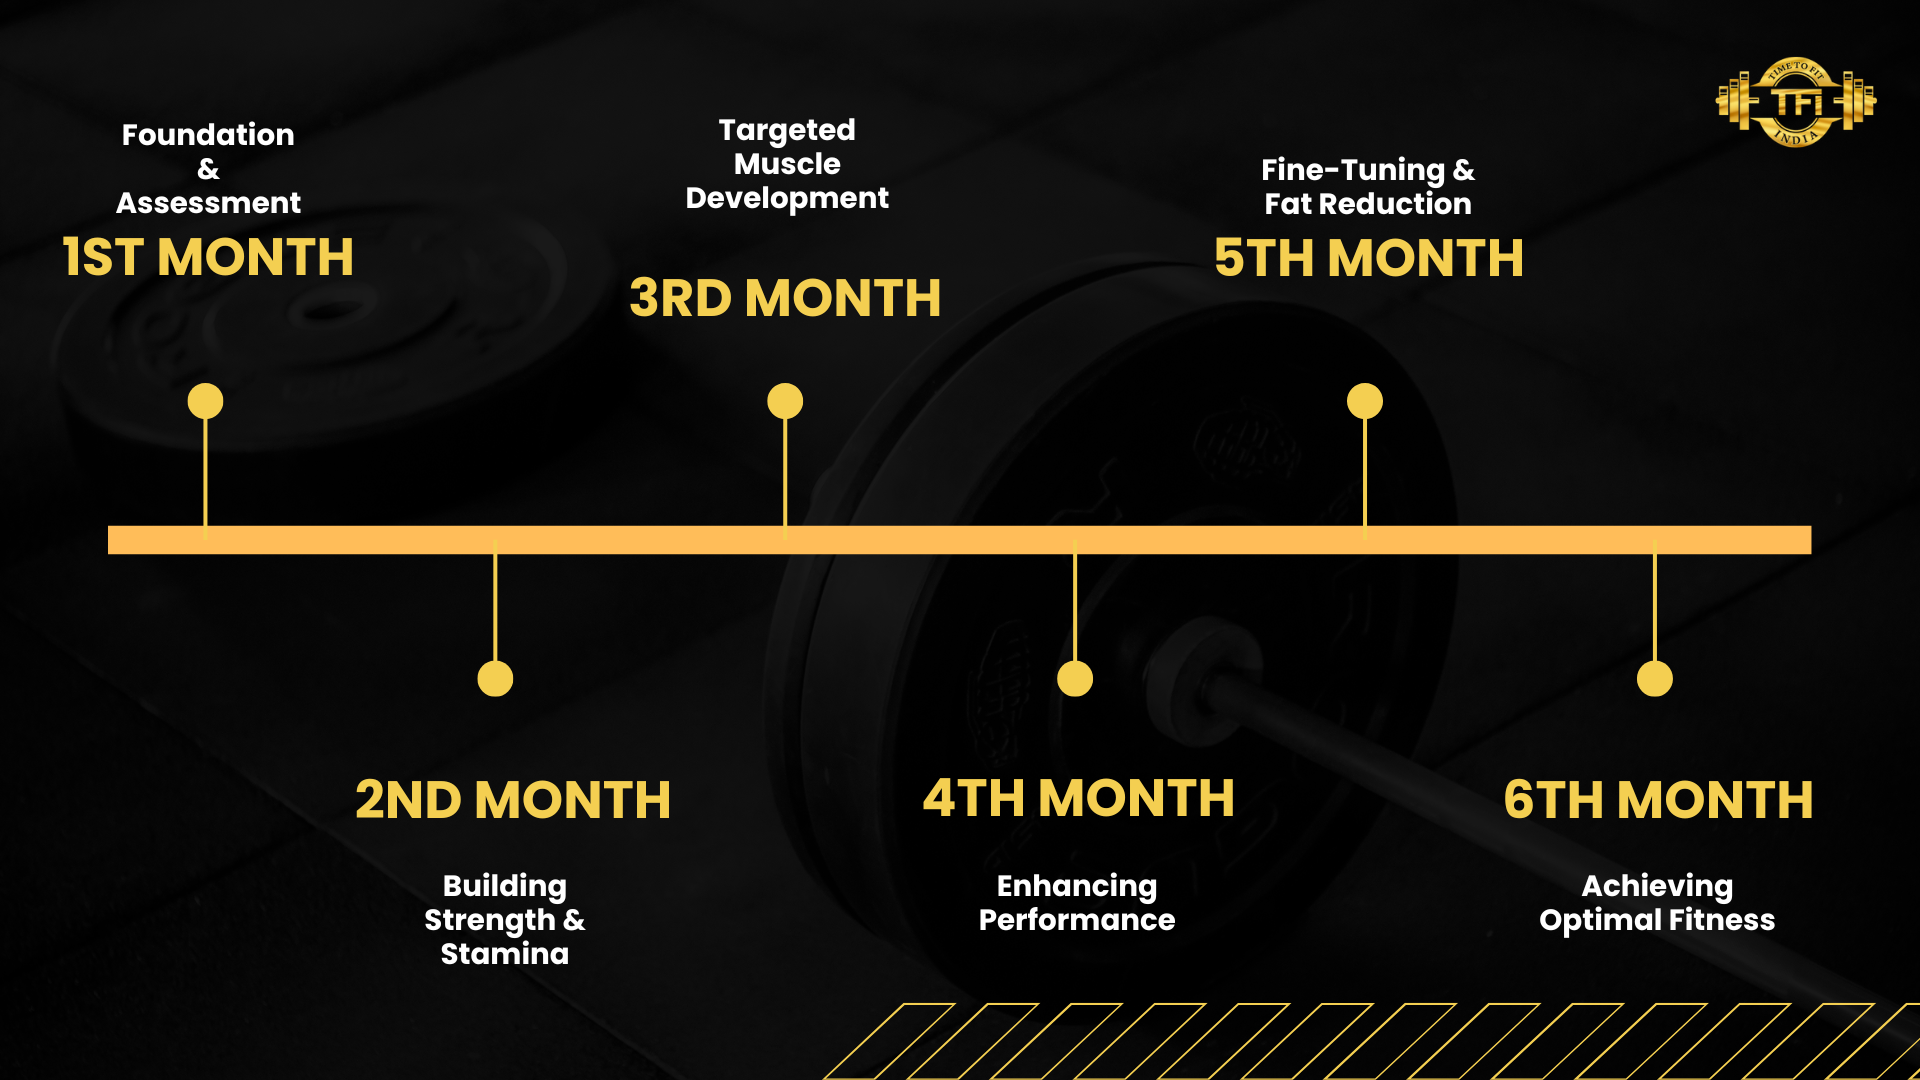 TIME TO FIT
TFI
INDIA
Foundation
&
Assessment
1ST MONTH
Targeted
Muscle
Development
3RD MONTH
Fine-Tuning &
Fat Reduction
5TH MONTH
2ND MONTH
Building
Strength &
Stamina
4TH MONTH
Enhancing
Performance
6TH MONTH
Achieving
Optimal Fitness